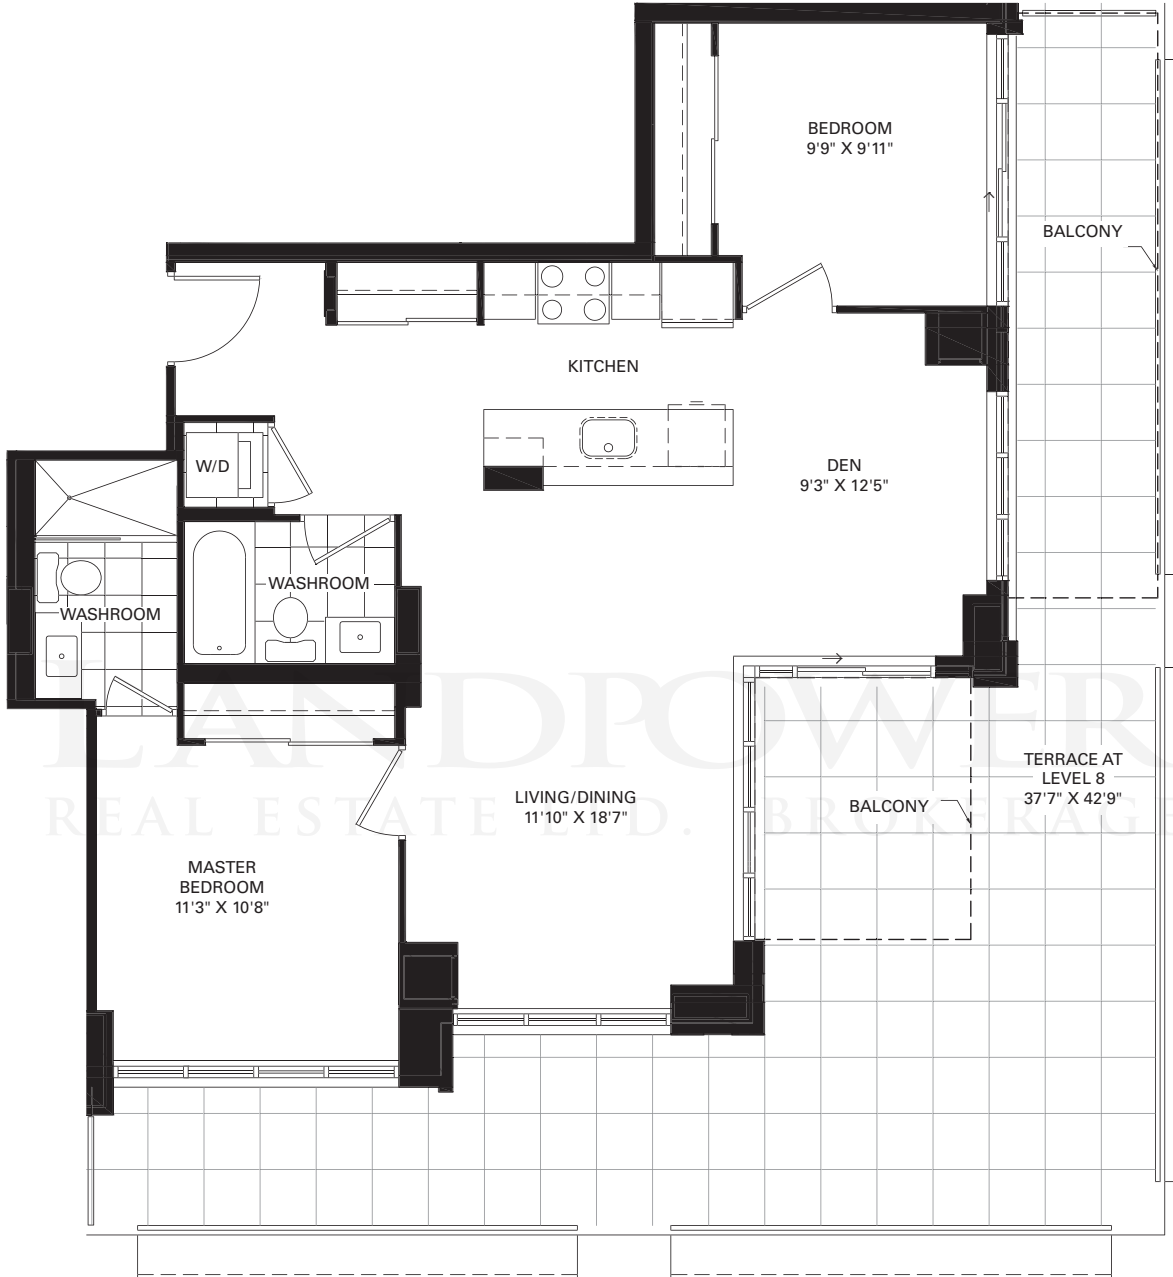 BEDROOM
9'9" X 9'11"
BALCONY
KITCHEN
W/D
DEN
9'3" X 12'5"
WASHROOM
WASHROOM
LANDPOWER
REAL ESTATE LTD. BROKERAGE
TERRACE AT
LEVEL 8
37'7" X 42'9"
LIVING/DINING
11'10" X 18'7"
BALCONY
MASTER
BEDROOM
11'3" X 10'8"